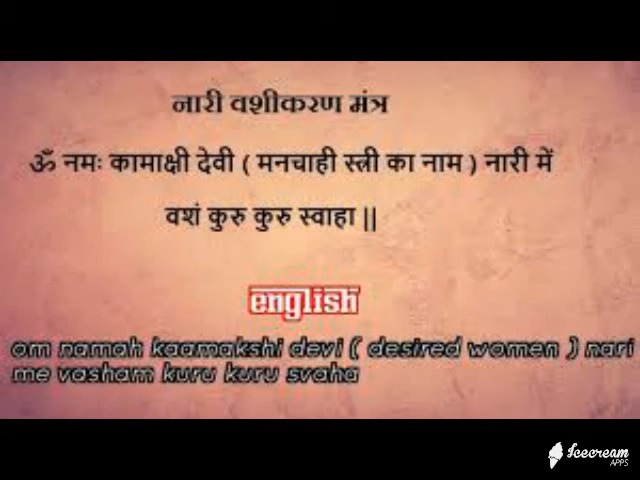 नारी वशीकरण मंत्र
ॐ नमः कामाक्षी देवी ( मनचाही स्त्री का नाम ) नारी में
वशं कुरु कुरु स्वाहा ||
english
om namah kaamakshi devi ( desired women ) nari
me vasham kuru kuru svaha
Icecream
APPS